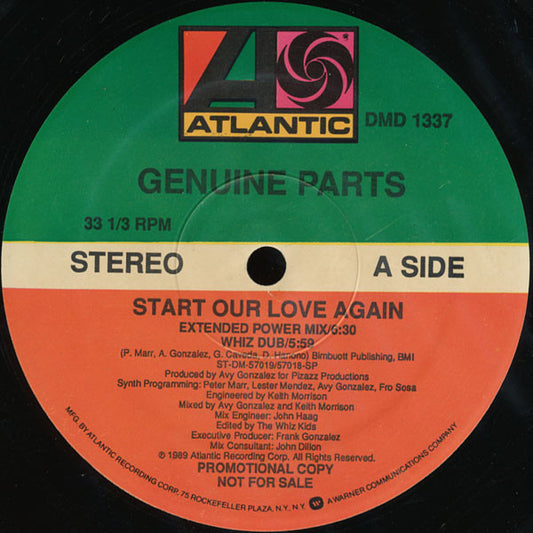 ATLANTIC
DMD 1337
GENUINE PARTS
33 1/3 RPM
STEREO
A SIDE
START OUR LOVE AGAIN
EXTENDED POWER MIX/6:30
WHIZ DUB/5:59
(P. Marr, A. Gonzalez, G. Caveda, D. Hanono) Bimbuott Publishing, BMI
ST-DM-57019/57018-SP
Produced by Avy Gonzalez for Pizazz Productions
Synth Programming: Peter Marr, Lester Mendez, Avy Gonzalez, Fro Sosa
Engineered by Keith Morrison
Mixed by Avy Gonzalez and Keith Morrison
Mix Engineer: John Haag
Edited by The Whiz Kids
Executive Producer: Frank Gonzalez
Mix Consultant: John Dillon
© 1989 Atlantic Recording Corp. All Rights Reserved.
PROMOTIONAL COPY
NOT FOR SALE
MFG. BY ATLANTIC RECORDING CORP. 75 ROCKEFELLER PLAZA, N.Y., N.Y. A WARNER COMMUNICATIONS COMPANY